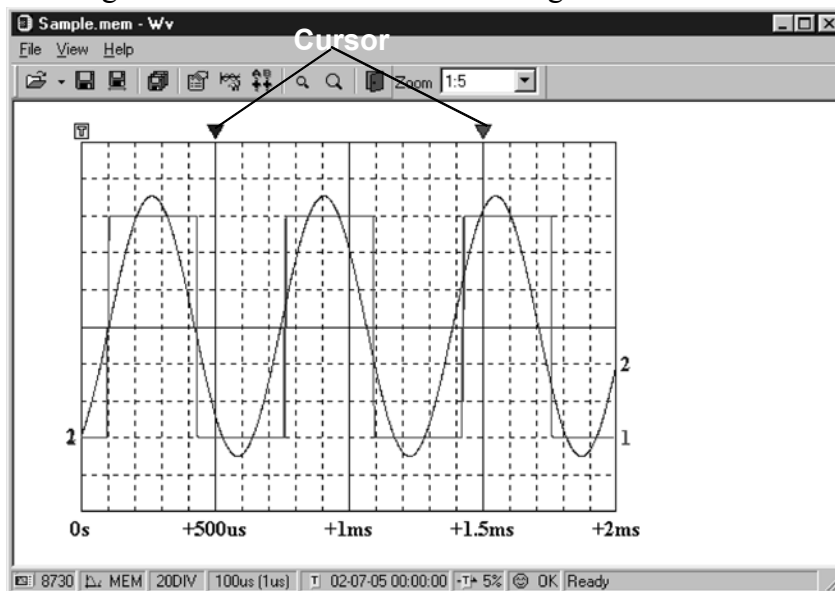 Sample.mem - Wv
Cursor
File View Help
Zoom 1:5
T
2
2
1
0s +500us +1ms +1.5ms +2ms
8730 MEM 20DIV 100us (1us) T 02-07-05 00:00:00 -T+ 5% OK Ready